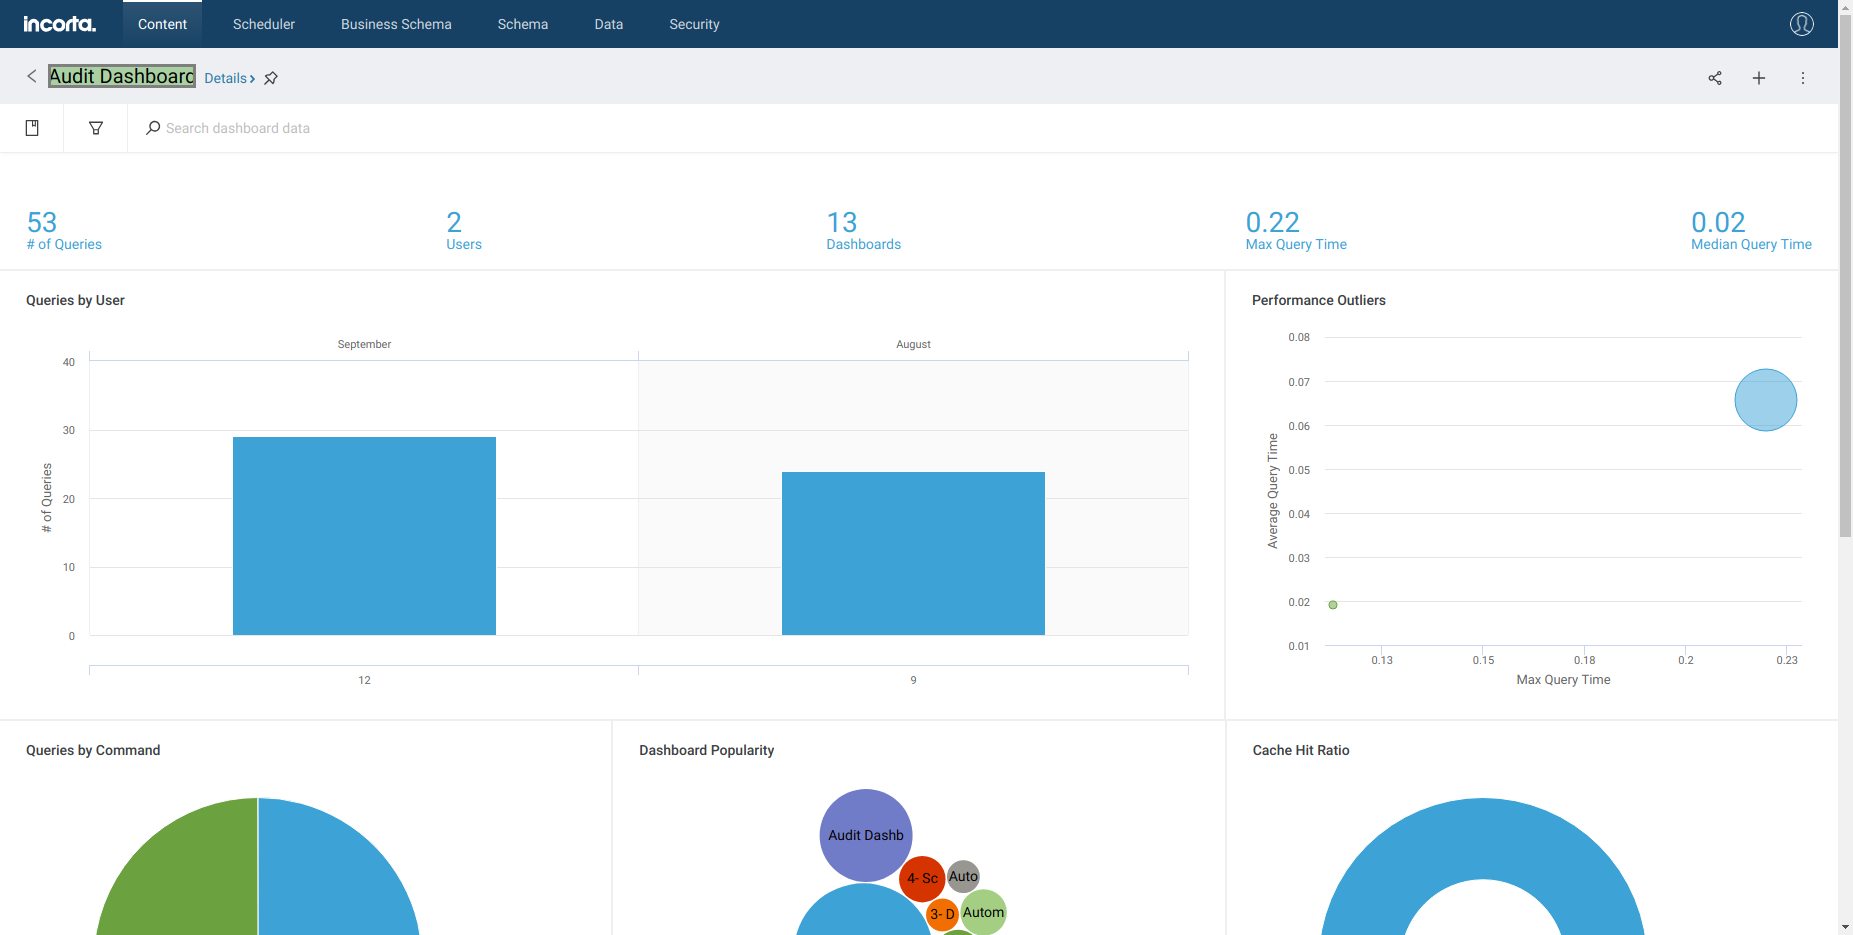 incorta.
Content
Scheduler
Business Schema
Schema
Data
Security
Audit Dashboard
Details
Search dashboard data
53
# of Queries
2
Users
13
Dashboards
0.22
Max Query Time
0.02
Median Query Time
Queries by User
September
August
# of Queries
40
30
20
10
0
12
9
Performance Outliers
Average Query Time
0.08
0.07
0.06
0.05
0.04
0.03
0.02
0.01
0.13
0.15
0.18
0.2
0.23
Max Query Time
Queries by Command
Dashboard Popularity
Audit Dashb
4- Sc
Auto
3- D
Autom
Cache Hit Ratio